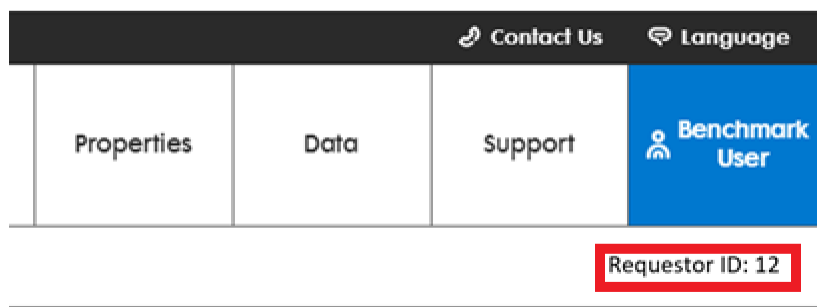 Contact Us Language
Properties Data Support Benchmark
User
Requestor ID: 12